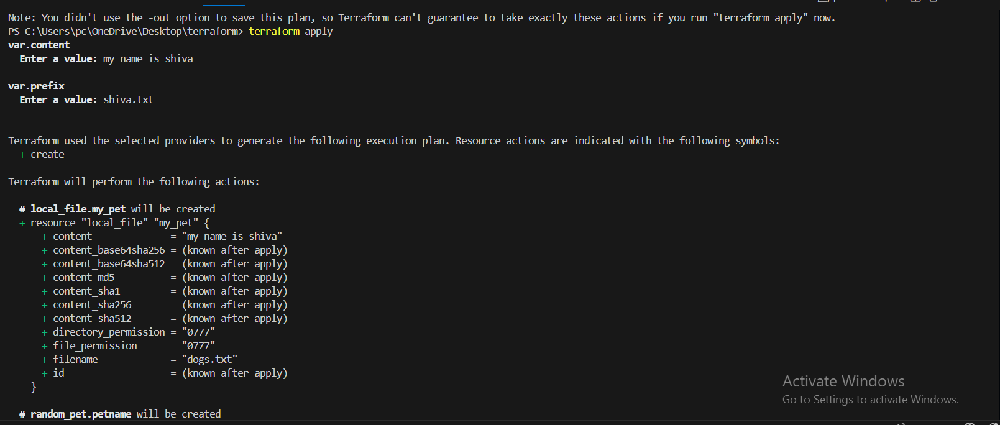 Note: You didn't use the -out option to save this plan, so Terraform can't guarantee to take exactly these actions if you run "terraform apply" now.
PS C:\Users\pc\OneDrive\Desktop\terraform> terraform apply
var.content
  Enter a value: my name is shiva

var.prefix
  Enter a value: shiva.txt

Terraform used the selected providers to generate the following execution plan. Resource actions are indicated with the following symbols:
  + create

Terraform will perform the following actions:

  # local_file.my_pet will be created
  + resource "local_file" "my_pet" {
      + content              = "my name is shiva"
      + content_base64sha256 = (known after apply)
      + content_base64sha512 = (known after apply)
      + content_md5          = (known after apply)
      + content_sha1         = (known after apply)
      + content_sha256       = (known after apply)
      + content_sha512       = (known after apply)
      + directory_permission = "0777"
      + file_permission      = "0777"
      + filename             = "dogs.txt"
      + id                   = (known after apply)
    }

  # random_pet.petname will be created
Activate Windows
Go to Settings to activate Windows.